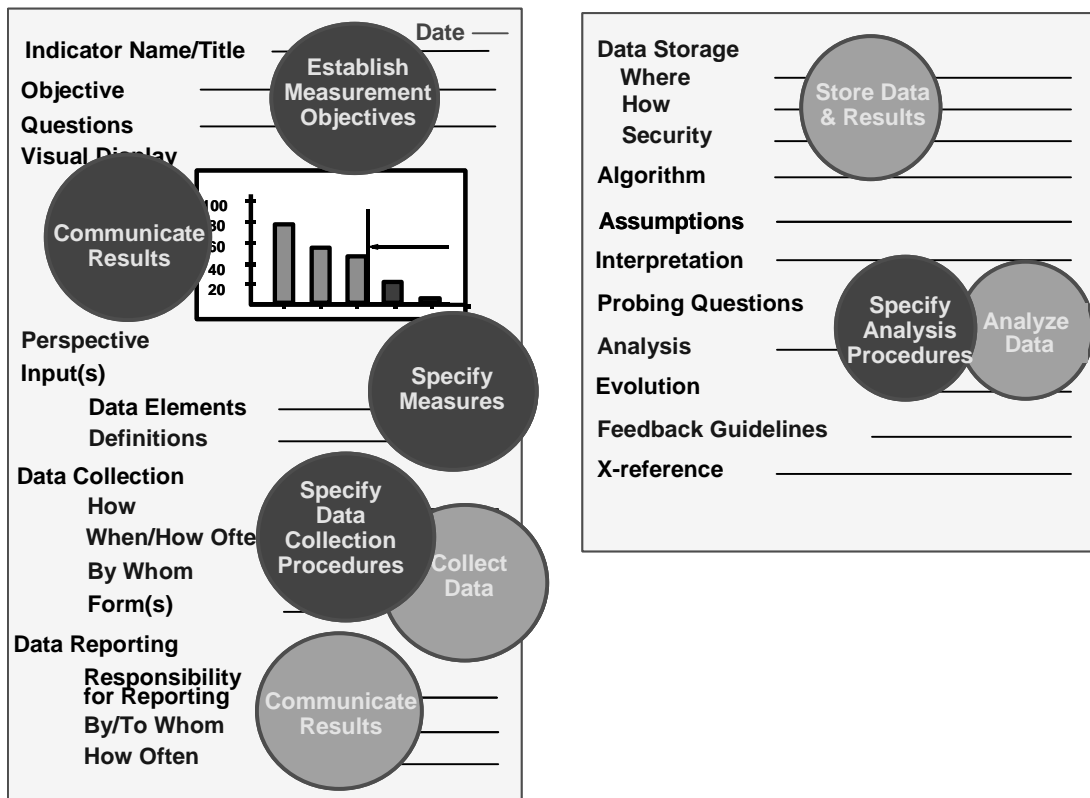 Date
Indicator Name/Title
Establish
Measurement
Objectives
Objective
Questions
Visual Display
Communicate
Results
100
80
60
40
20
Perspective
Input(s)
Data Elements
Definitions
Specify
Measures
Data Collection
How
When/How Ofte
By Whom
Form(s)
Specify
Data
Collection
Procedures
Collect
Data
Data Reporting
Responsibility
for Reporting
By/To Whom
How Often
Communicate
Results
Data Storage
Where
How
Security
Store Data
& Results
Algorithm
Assumptions
Interpretation
Probing Questions
Analysis
Evolution
Specify
Analysis
Procedures
Analyze
Data
Feedback Guidelines
X-reference